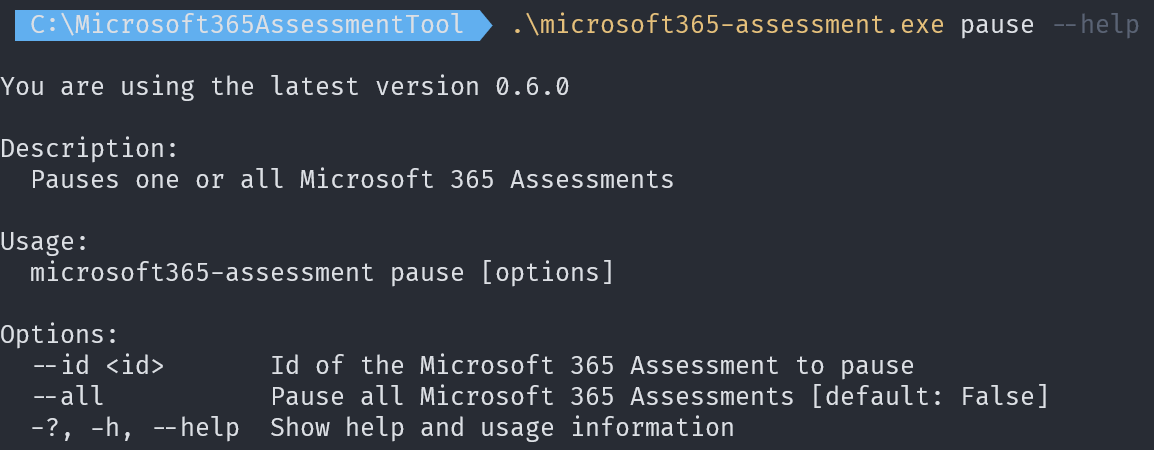 C:\Microsoft365AssessmentTool .\microsoft365-assessment.exe pause --help
You are using the latest version 0.6.0
Description:
Pauses one or all Microsoft 365 Assessments
Usage:
microsoft365-assessment pause [options]
Options:
--id <id> Id of the Microsoft 365 Assessment to pause
--all Pause all Microsoft 365 Assessments [default: False]
-?, -h, --help Show help and usage information